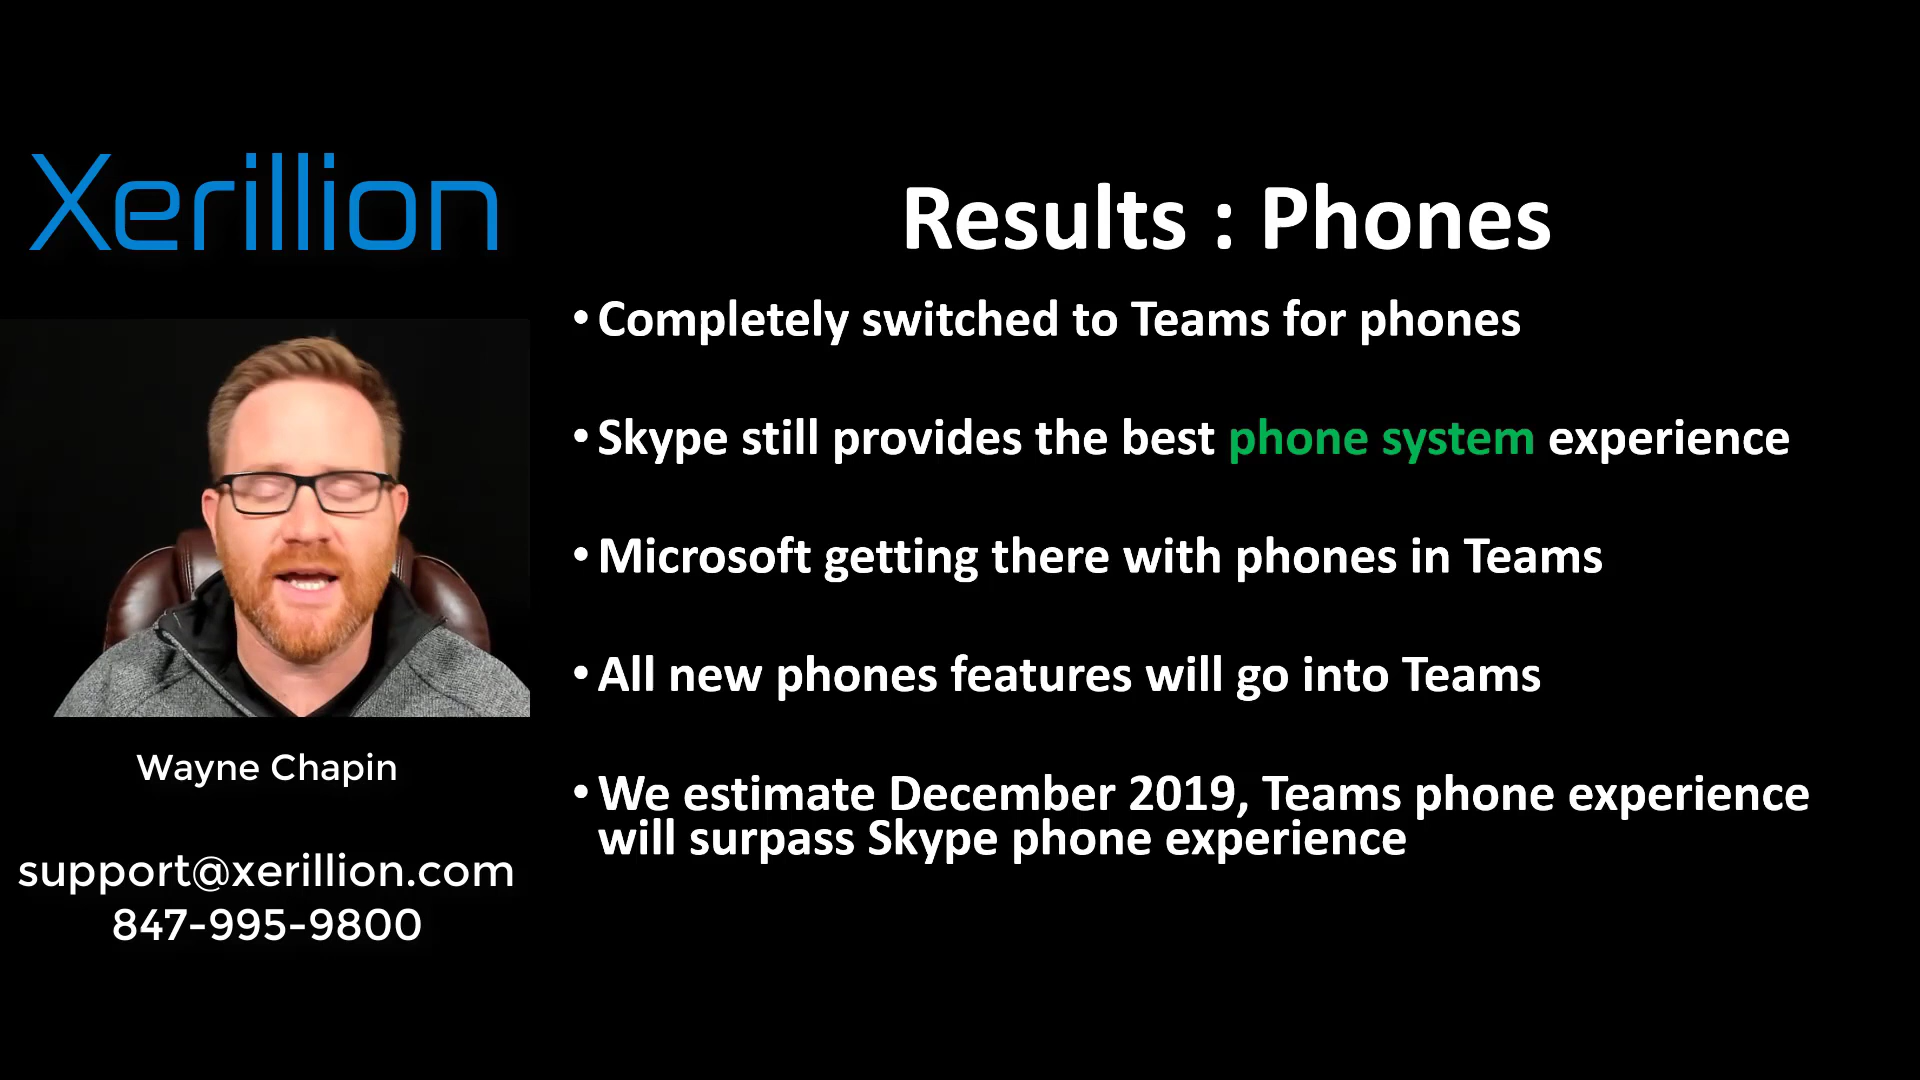 Xerillion
Results : Phones
• Completely switched to Teams for phones
• Skype still provides the best phone system experience
• Microsoft getting there with phones in Teams
• All new phones features will go into Teams
• We estimate December 2019, Teams phone experience
will surpass Skype phone experience
Wayne Chapin
support@xerillion.com
847-995-9800